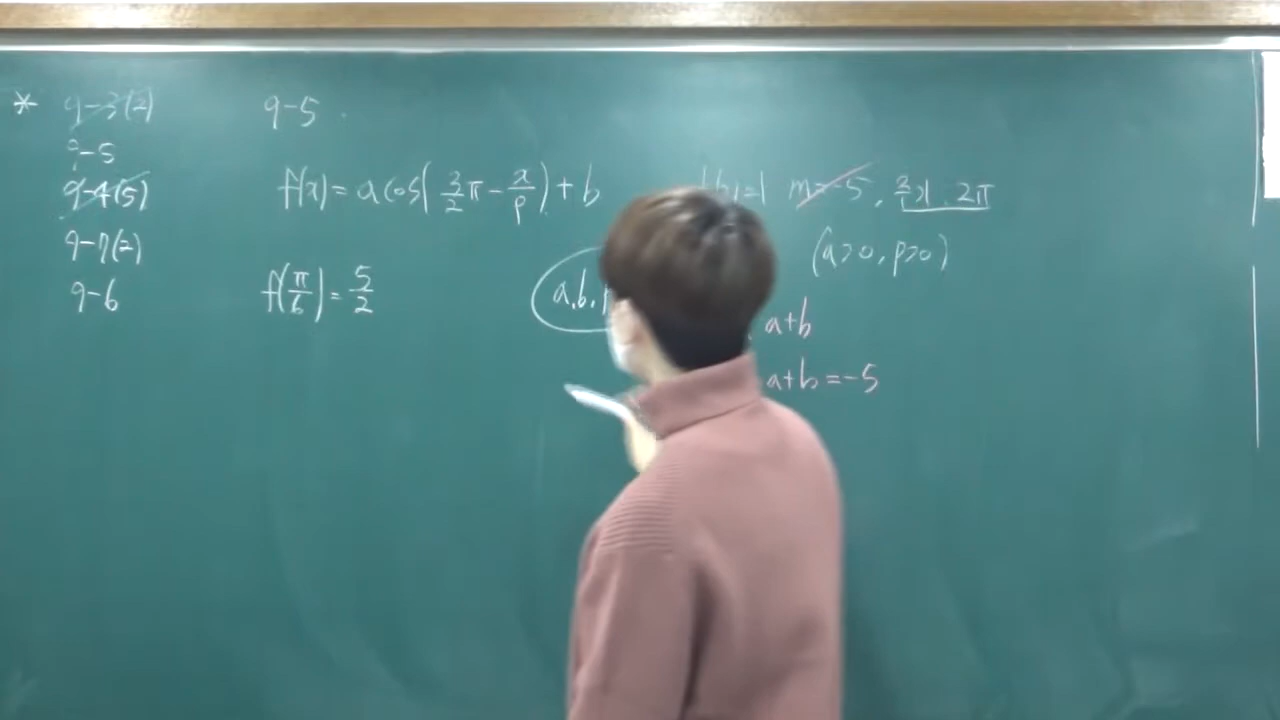 * 9-3(2)
9-5
9-4(5)
9-7(2)
9-6
9-5.
f(x)= a cos(3/2 π - x/p) + b
m=-5, 주기 2π
(a>0, p>0)
f(π/6) = 5/2
a, b,
a+b
a+b=-5